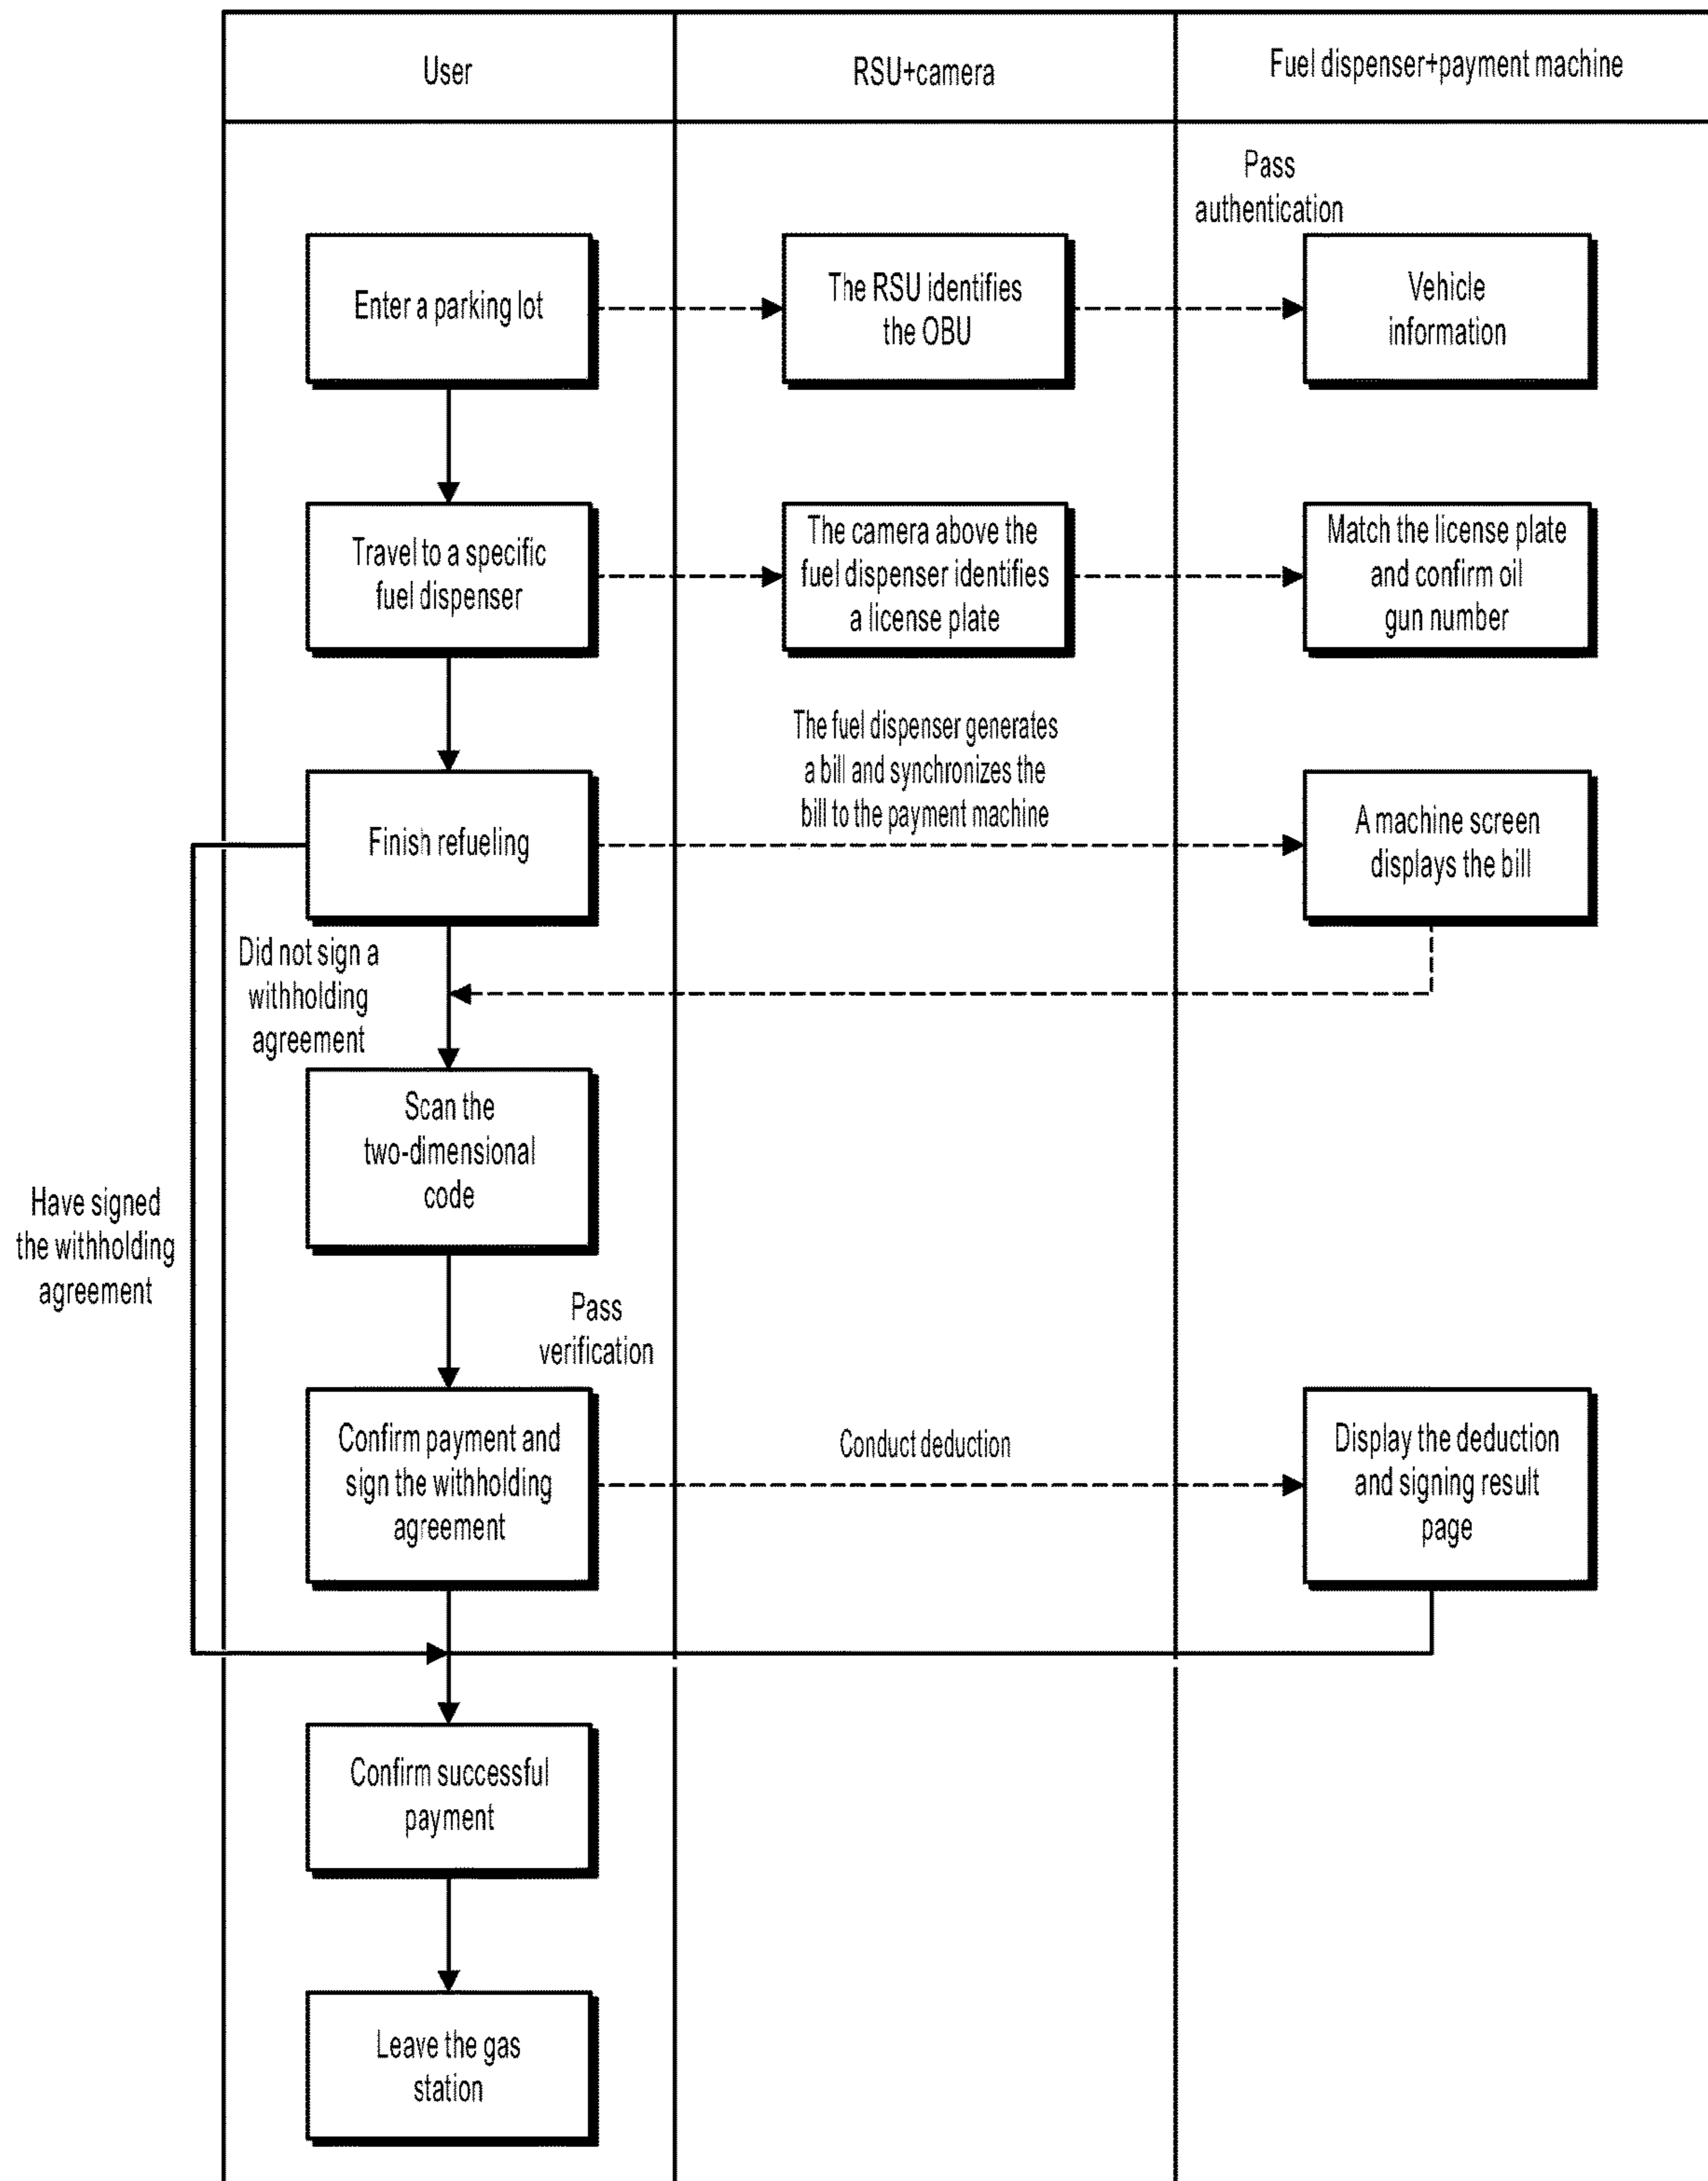 User
RSU+camera
Fuel dispenser+payment machine
Pass
authentication
Enter a parking lot
The RSU identifies
the OBU
Vehicle
information
Travel to a specific
fuel dispenser
The camera above the
fuel dispenser identifies
a license plate
Match the license plate
and confirm oil
gun number
The fuel dispenser generates
a bill and synchronizes the
bill to the payment machine
Finish refueling
A machine screen
displays the bill
Did not sign a
withholding
agreement
Scan the
two-dimensional
code
Have signed
the withholding
agreement
Pass
verification
Confirm payment and
sign the withholding
agreement
Conduct deduction
Display the deduction
and signing result
page
Confirm successful
payment
Leave the gas
station